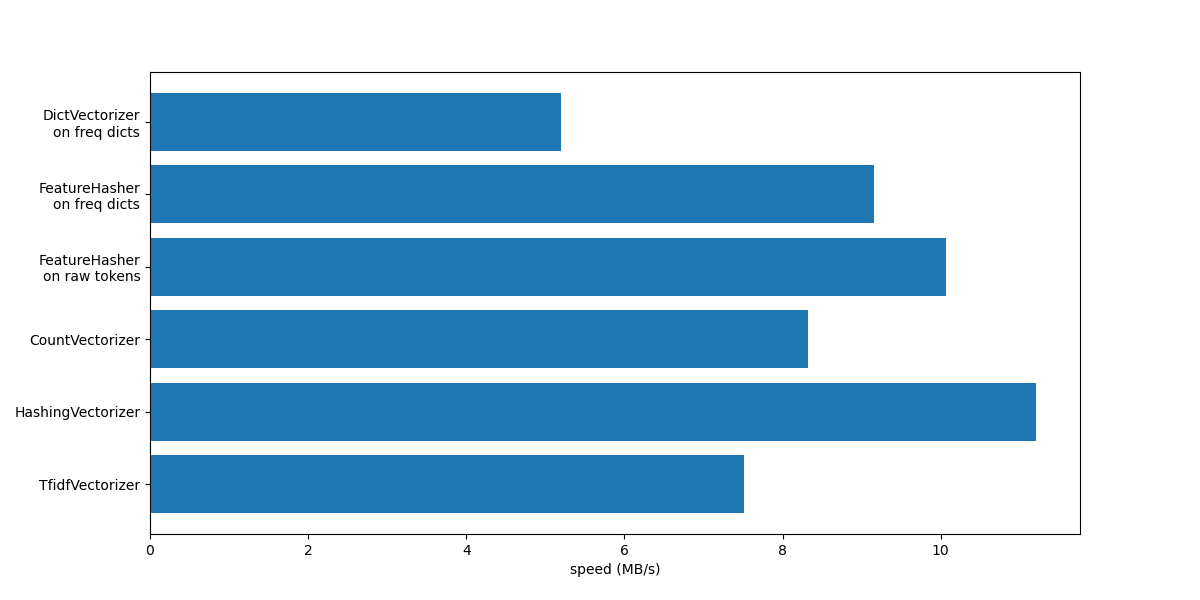 DictVectorizer
on freq dicts
FeatureHasher
on freq dicts
FeatureHasher
on raw tokens
CountVectorizer
HashingVectorizer
TfidfVectorizer
0 2 4 6 8 10
speed (MB/s)